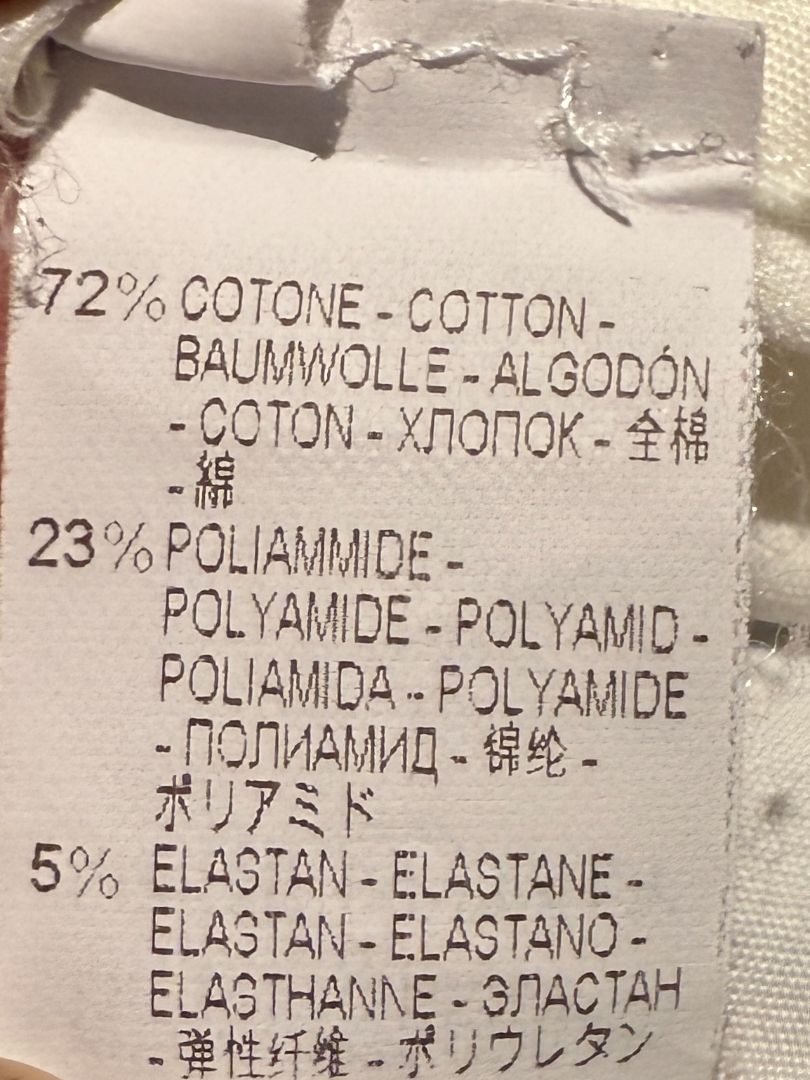 72% COTONE - COTTON -
BAUMWOLLE - ALGODÓN
- COTON - ХЛОПОК - 全棉
- 綿
23% POLIAMMIDE -
POLYAMIDE - POLYAMID -
POLIAMIDA - POLYAMIDE
- ПОЛИАМИД - 锦纶 -
ポリアミド
5% ELASTAN - ELASTANE -
ELASTAN - ELASTANO -
ELASTHANNE - ЭЛАСТАН
- 弹性纤维 - ポリウレタン